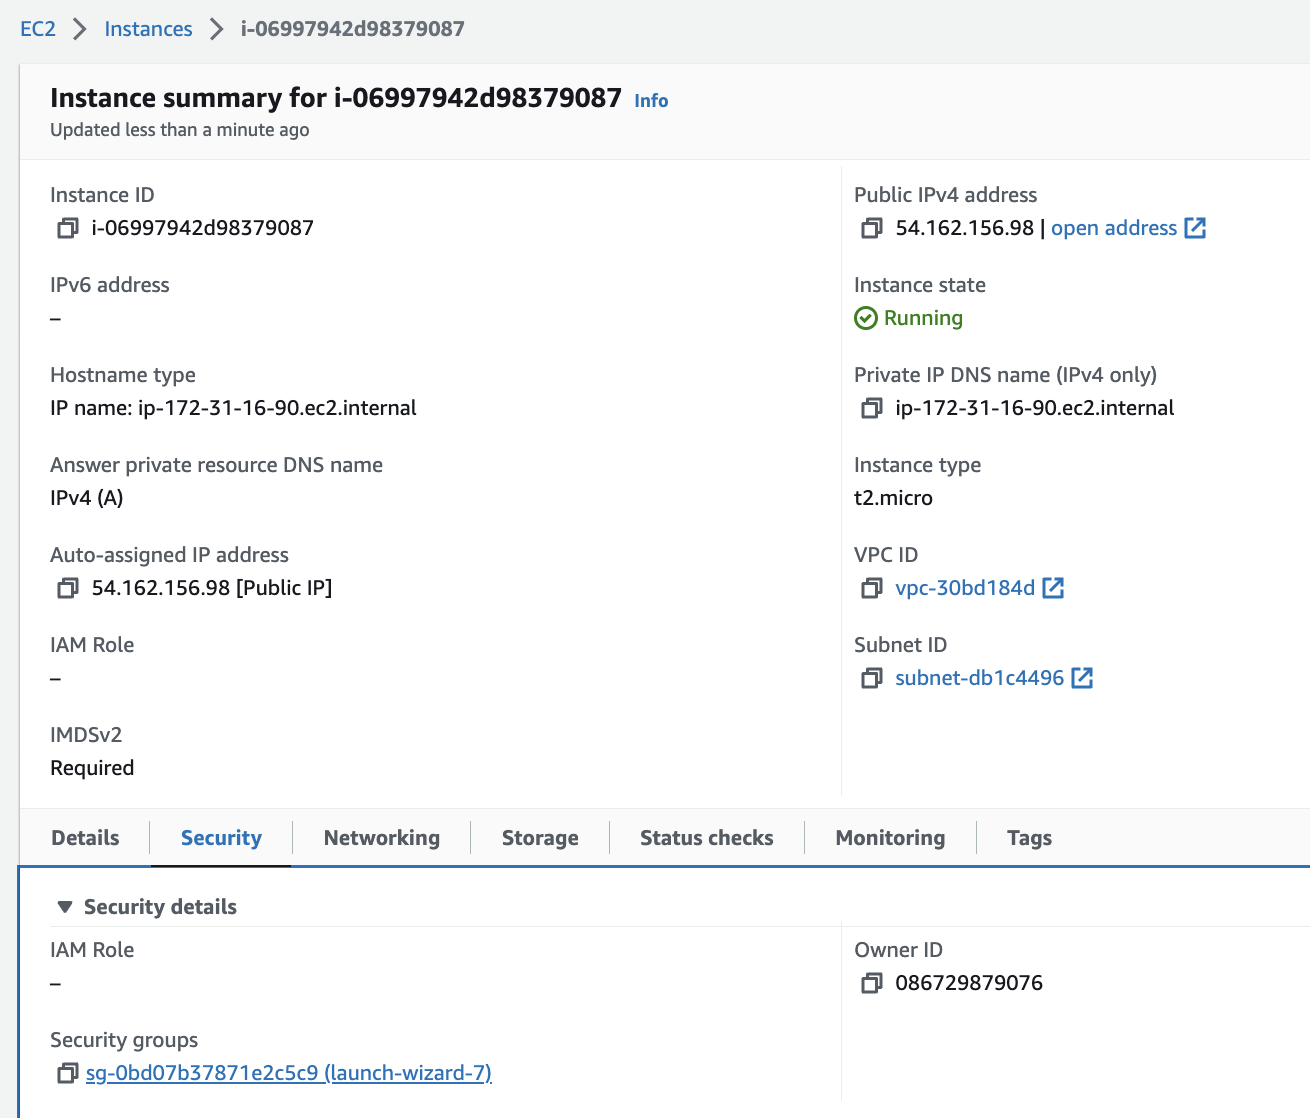 EC2 > Instances > i-06997942d98379087
Instance summary for i-06997942d98379087 Info
Updated less than a minute ago
Instance ID
i-06997942d98379087
Public IPv4 address
54.162.156.98 | open address
IPv6 address
–
Instance state
Running
Hostname type
IP name: ip-172-31-16-90.ec2.internal
Private IP DNS name (IPv4 only)
ip-172-31-16-90.ec2.internal
Answer private resource DNS name
IPv4 (A)
Instance type
t2.micro
Auto-assigned IP address
54.162.156.98 [Public IP]
VPC ID
vpc-30bd184d
IAM Role
–
Subnet ID
subnet-db1c4496
IMDSv2
Required
Details Security Networking Storage Status checks Monitoring Tags
Security details
IAM Role
–
Owner ID
086729879076
Security groups
sg-0bd07b37871e2c5c9 (launch-wizard-7)